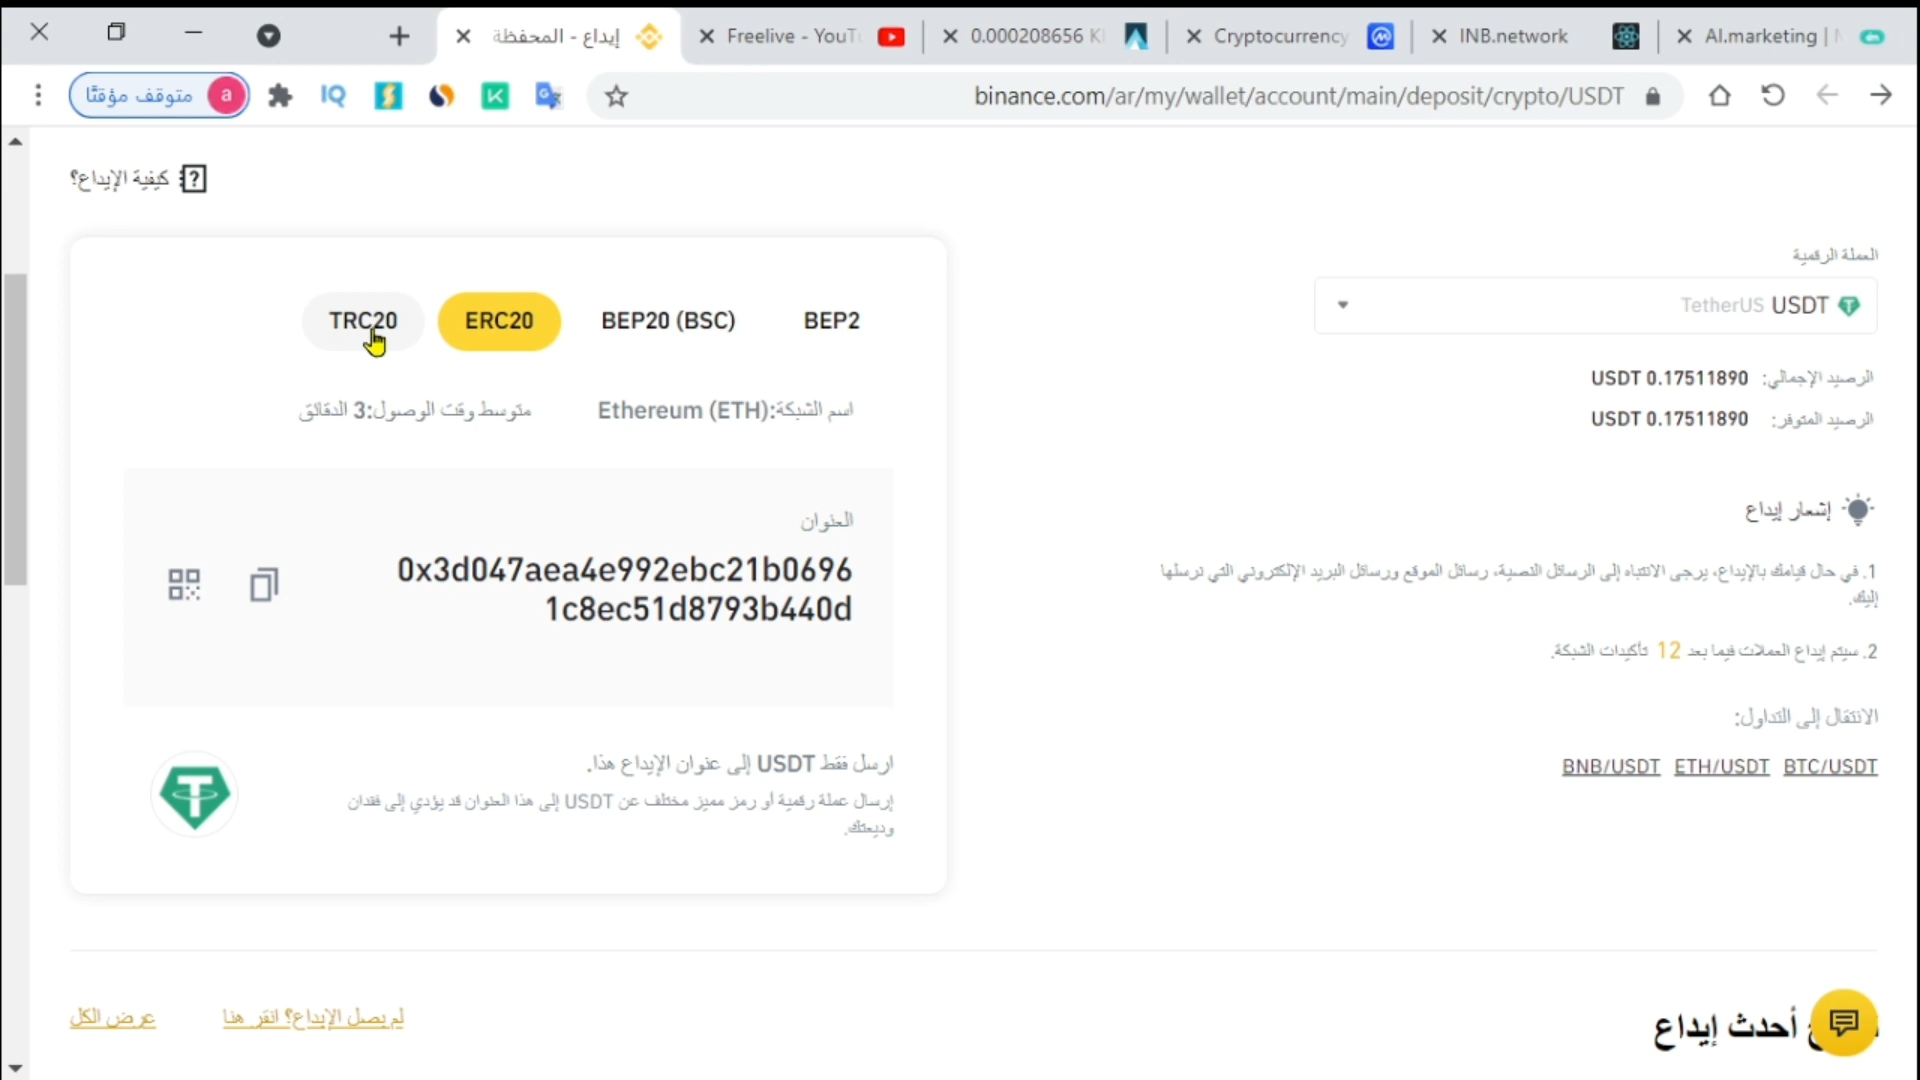 إيداع - المحفظة
Freelive - YouTu
0.000208656 K
Cryptocurrency
INB.network
AI.marketing |
متوقف مؤقتًا
a
IQ
binance.com/ar/my/wallet/account/main/deposit/crypto/USDT
كيفية الإيداع؟
العملة الرقمية
TetherUS USDT
الرصيد الإجمالي: USDT 0.17511890
الرصيد المتوفر: USDT 0.17511890
إشعار إيداع
1. في حال قيامك بالإيداع، يرجى الانتباه إلى الرسائل النصية، رسائل الموقع ورسائل البريد الإلكتروني التي نرسلها
إليك.
2. سيتم إيداع العملات فيما بعد 12 تأكيدات الشبكة.
الانتقال إلى التداول:
BNB/USDT ETH/USDT BTC/USDT
TRC20 ERC20 BEP20 (BSC) BEP2
اسم الشبكة:Ethereum (ETH) متوسط وقت الوصول:3 الدقائق
العنوان
0x3d047aea4e992ebc21b0696
1c8ec51d8793b440d
ارسل فقط USDT إلى عنوان الإيداع هذا.
إرسال عملة رقمية أو رمز مميز مختلف عن USDT إلى هذا العنوان قد يؤدي إلى فقدان
وديعتك.
أحدث إيداع
لم يصل الإيداع؟ انقر هنا
عرض الكل